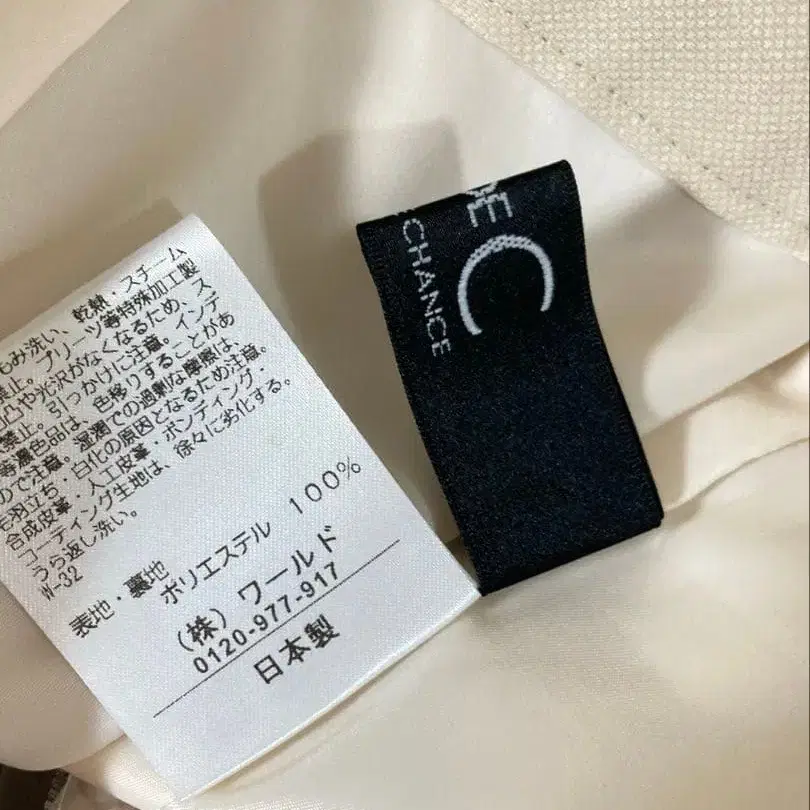 もみ洗い、乾熱・スチーム
禁止。プリーツ等特殊加工製
凹凸や光沢がなくなるため、ス
禁止。引っかけに注意。インデ
等濃色品は、色移りすることがあ
ので注意。湿潤での過剰な摩擦は、
毛羽立ち・白化の原因となるため注意。
合成皮革・人工皮革・ボンディング・
コーティング生地は、徐々に劣化する。
うら返し洗い。
W-32
表地・裏地
ポリエステル 100%
(株) ワールド
0120-977-917
日本製
DE C
CHANCE